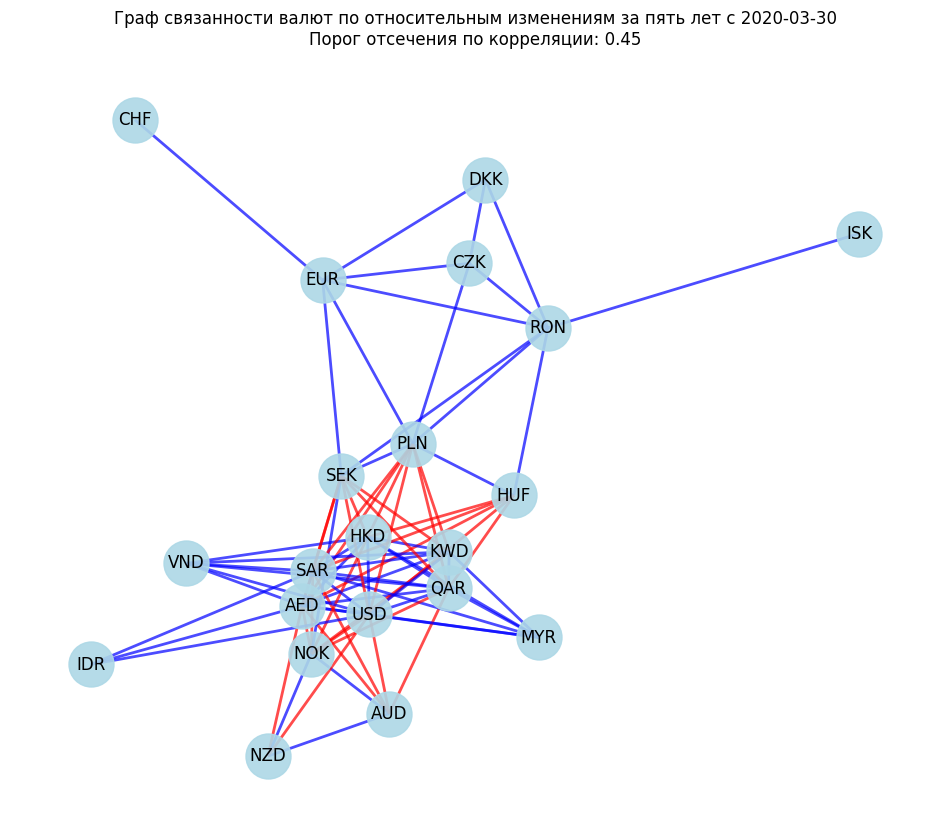 Граф связанности валют по относительным изменениям за пять лет с 2020-03-30
Порог отсечения по корреляции: 0.45
CHF
DKK
ISK
CZK
EUR
RON
PLN
SEK
HUF
HKD
KWD
VND
SAR
QAR
AED
USD
MYR
NOK
IDR
AUD
NZD